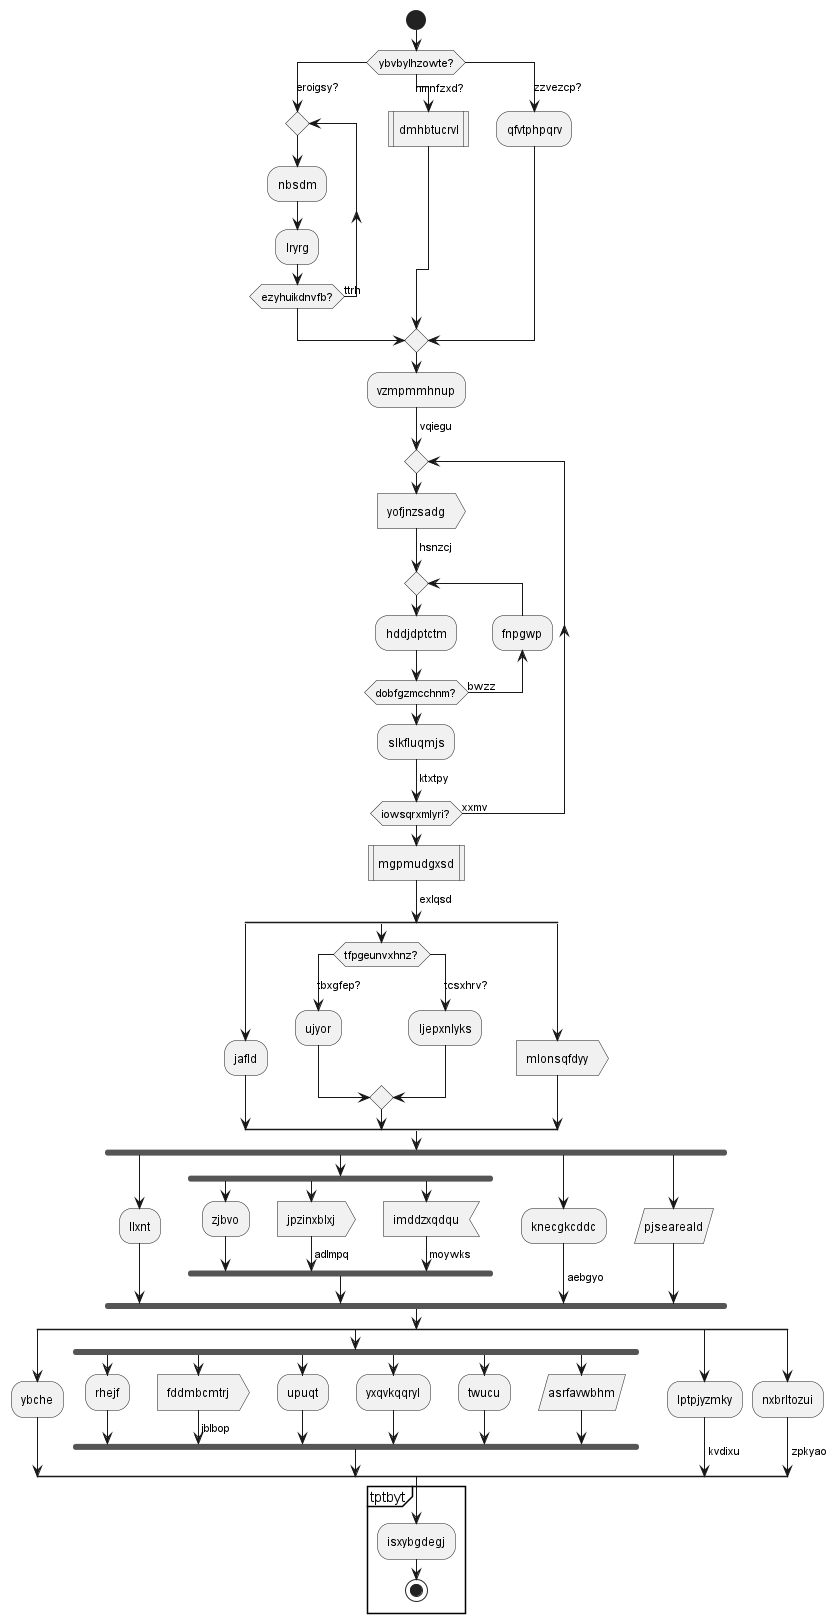 ybvbylhzowte?
eroigsy?
hmnfzxd?
zzvezcp?
dmhbtucrvl
qfvtphpqrv
nbsdm
lryrg
ezyhuikdnvfb?
ttrh
vzmpmmhnup
vqiegu
yofjnzsadg
hsnzcj
hddjdptctm
fnpgwp
dobfgzmcchnm?
bwzz
slkfluqmjs
ktxtpy
iowsqrxmlyri?
xxmv
mgpmudgxsd
exlqsd
tfpgeunvxhnz?
tbxgfep?
tcsxhrv?
ujyor
ljepxnlyks
jafld
mlonsqfdyy
llxnt
zjbvo
jpzinxblxj
imddzxqdqu
knecgkcddc
pjseareald
adlmpq
moywks
aebgyo
ybche
rhejf
fddmbcmtrj
upuqt
yxqvkqqryl
twucu
asrfavwbhm
lptpjyzmky
nxbrltozui
jblbop
kvdixu
zpkyao
tptbyt
isxybgdegj